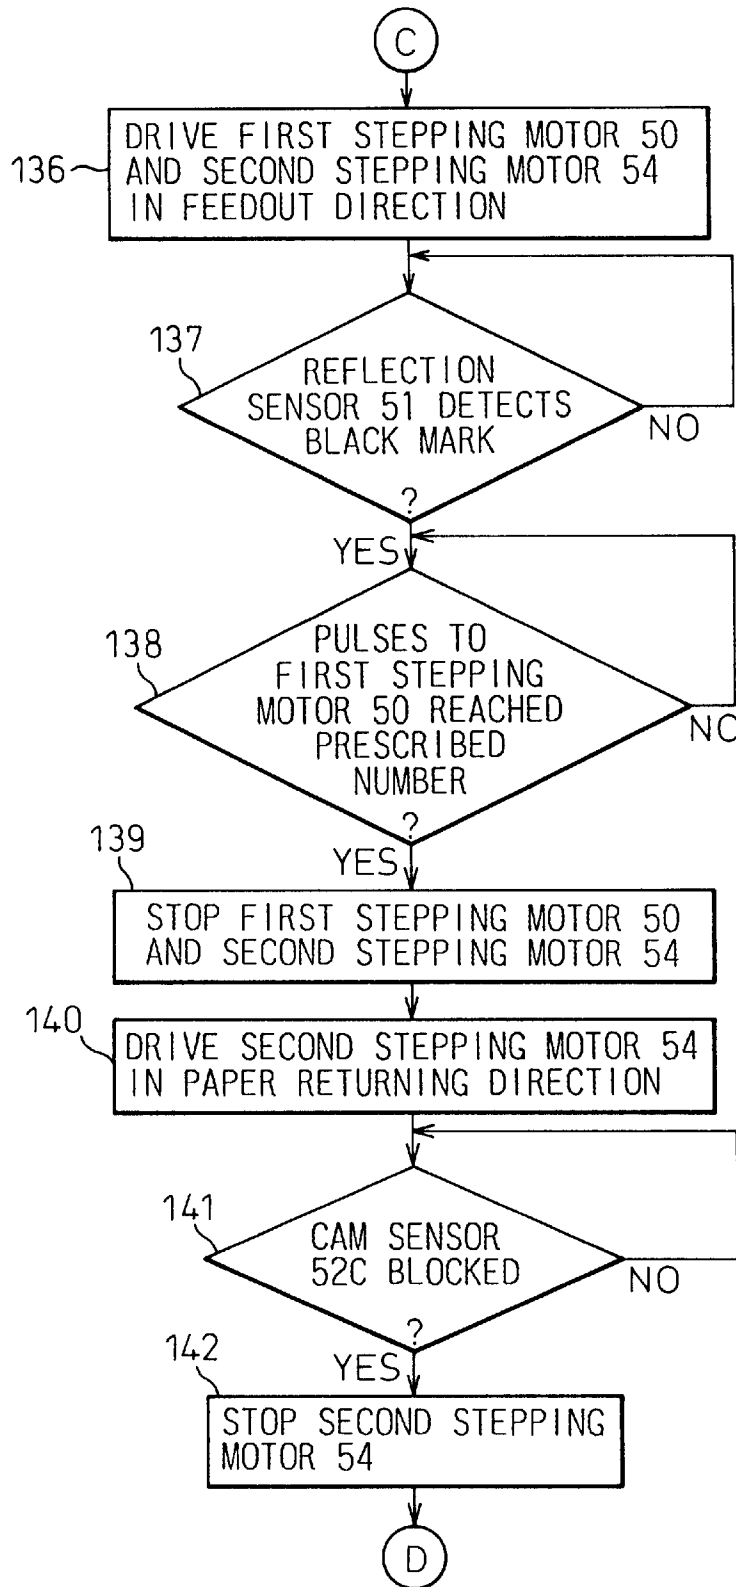 C
136
DRIVE FIRST STEPPING MOTOR 50
AND SECOND STEPPING MOTOR 54
IN FEEDOUT DIRECTION
137
REFLECTION
SENSOR 51 DETECTS
BLACK MARK
?
NO
YES
138
PULSES TO
FIRST STEPPING
MOTOR 50 REACHED
PRESCRIBED
NUMBER
?
NO
YES
139
STOP FIRST STEPPING MOTOR 50
AND SECOND STEPPING MOTOR 54
140
DRIVE SECOND STEPPING MOTOR 54
IN PAPER RETURNING DIRECTION
141
CAM SENSOR
52C BLOCKED
?
NO
YES
142
STOP SECOND STEPPING
MOTOR 54
D